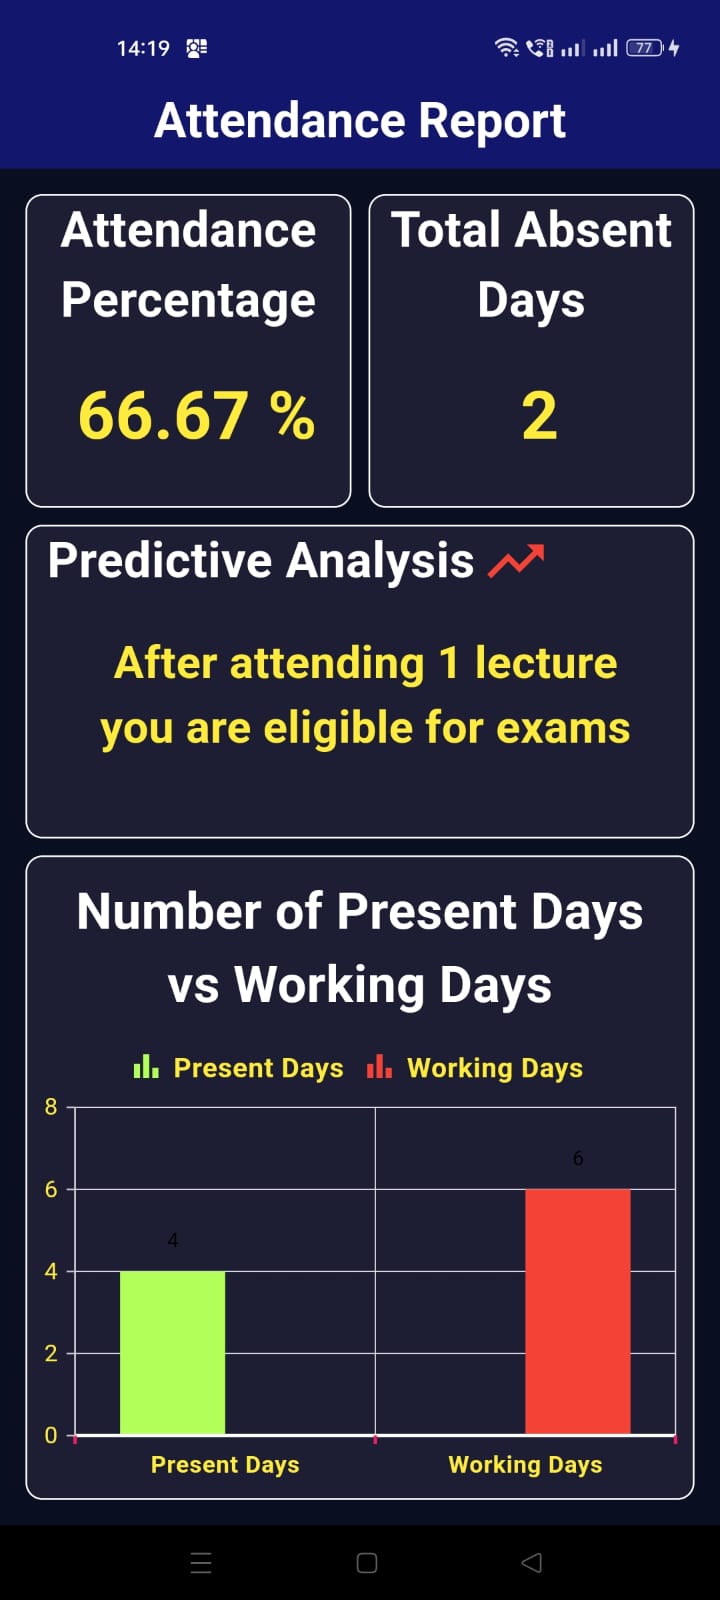 14:19
77
Attendance Report
Attendance
Percentage
66.67 %
Total Absent
Days
2
Predictive Analysis
After attending 1 lecture
you are eligible for exams
Number of Present Days
vs Working Days
Present Days Working Days
8
6
6
4
4
2
0
Present Days Working Days